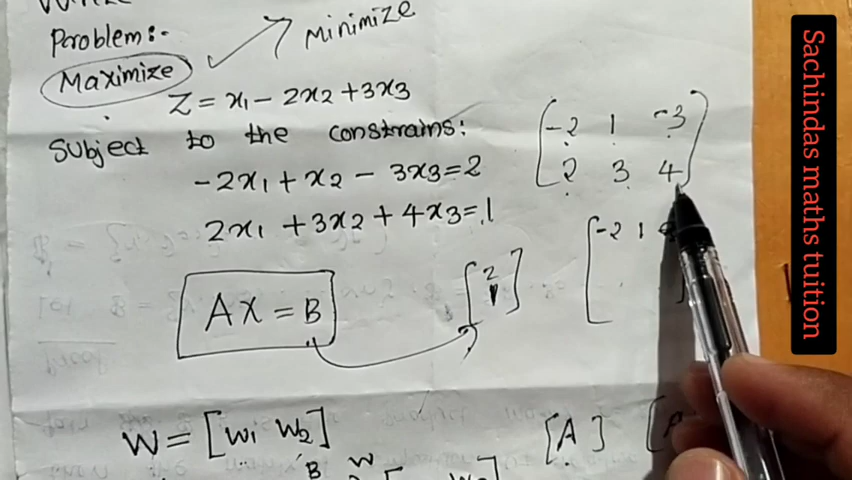 Problem:-
Maximize
Minimize
Z = x1 - 2x2 + 3x3
Subject to the constrains:
-2x1 + x2 - 3x3 = 2
2x1 + 3x2 + 4x3 = 1
-2 1 -3
2 3 4
-2 1
AX = B
2
1
W = [w1 w2]
[A]
B
W
Sachindas maths tuition